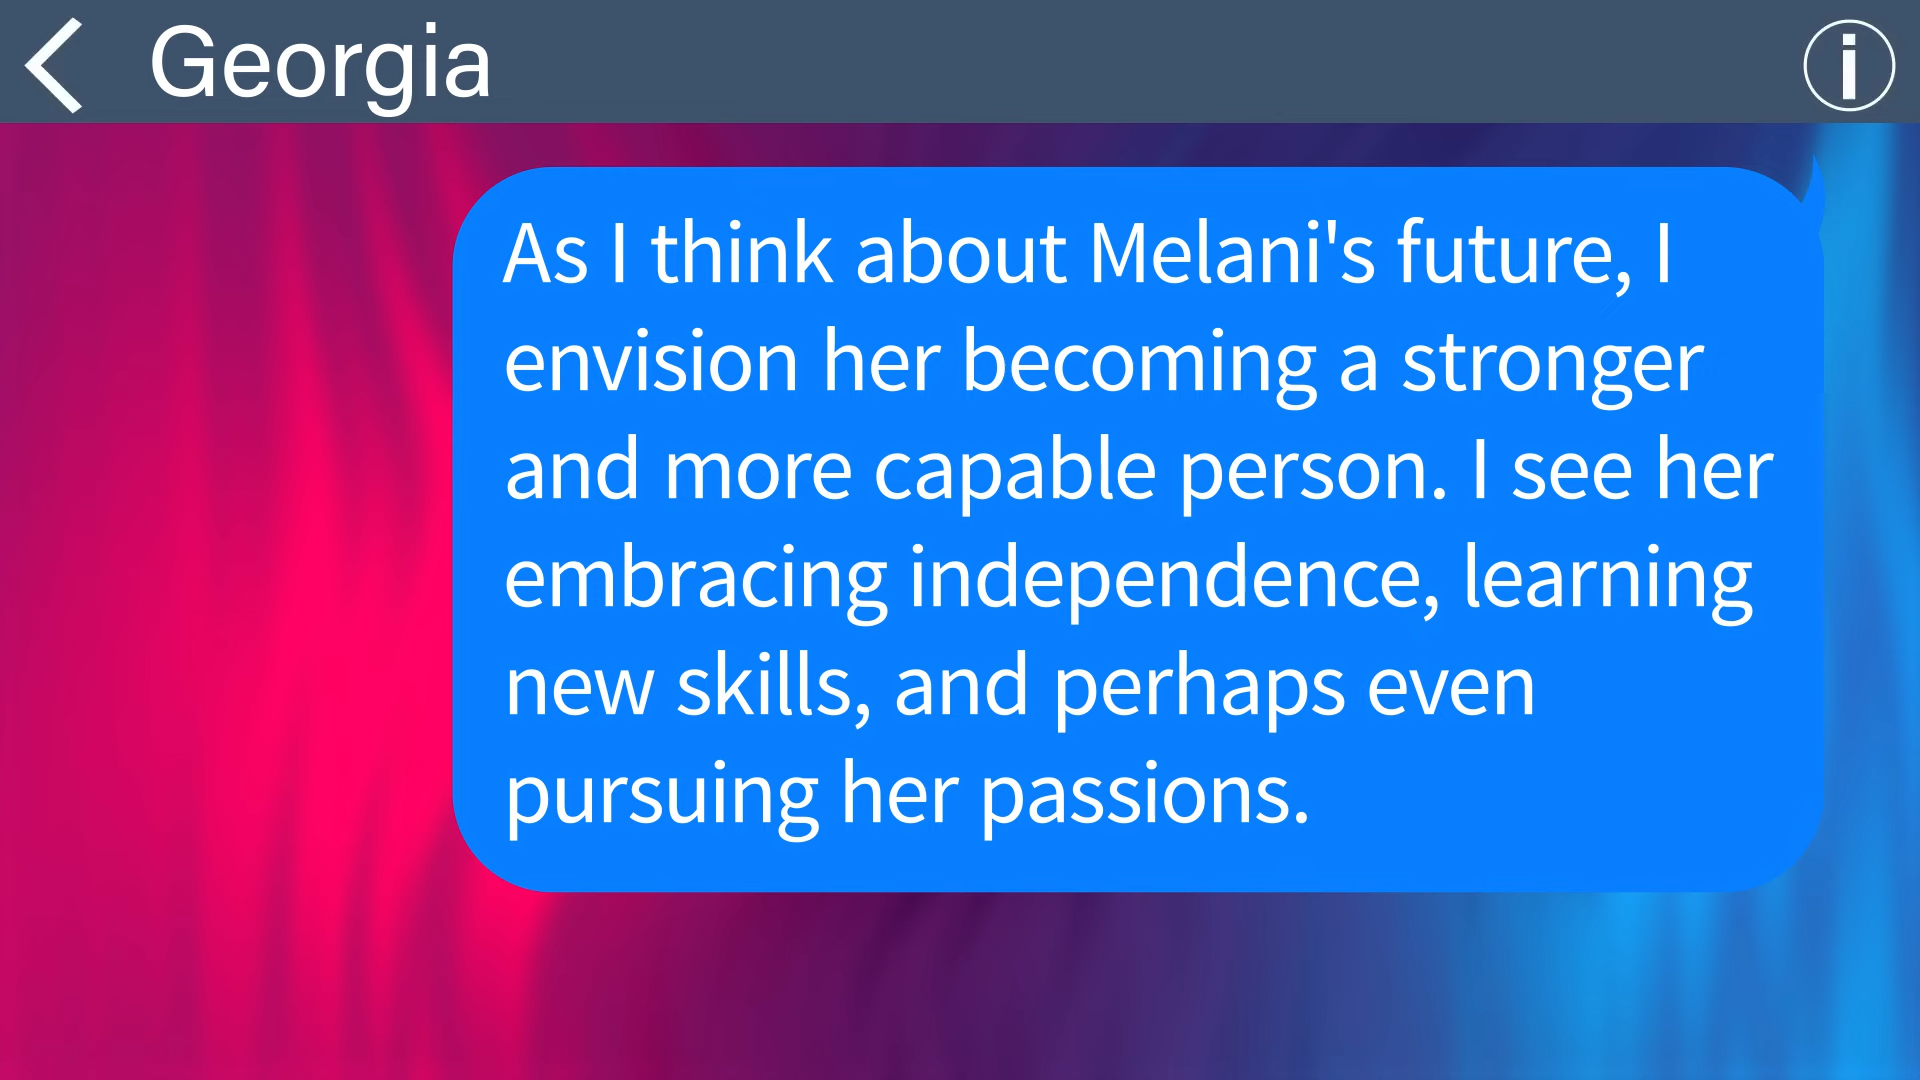 Georgia
As I think about Melani's future, I
envision her becoming a stronger
and more capable person. I see her
embracing independence, learning
new skills, and perhaps even
pursuing her passions.